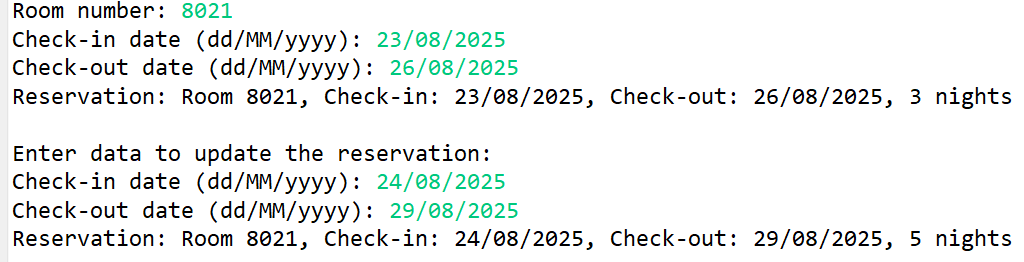 Room number: 8021
Check-in date (dd/MM/yyyy): 23/08/2025
Check-out date (dd/MM/yyyy): 26/08/2025
Reservation: Room 8021, Check-in: 23/08/2025, Check-out: 26/08/2025, 3 nights
Enter data to update the reservation:
Check-in date (dd/MM/yyyy): 24/08/2025
Check-out date (dd/MM/yyyy): 29/08/2025
Reservation: Room 8021, Check-in: 24/08/2025, Check-out: 29/08/2025, 5 nights